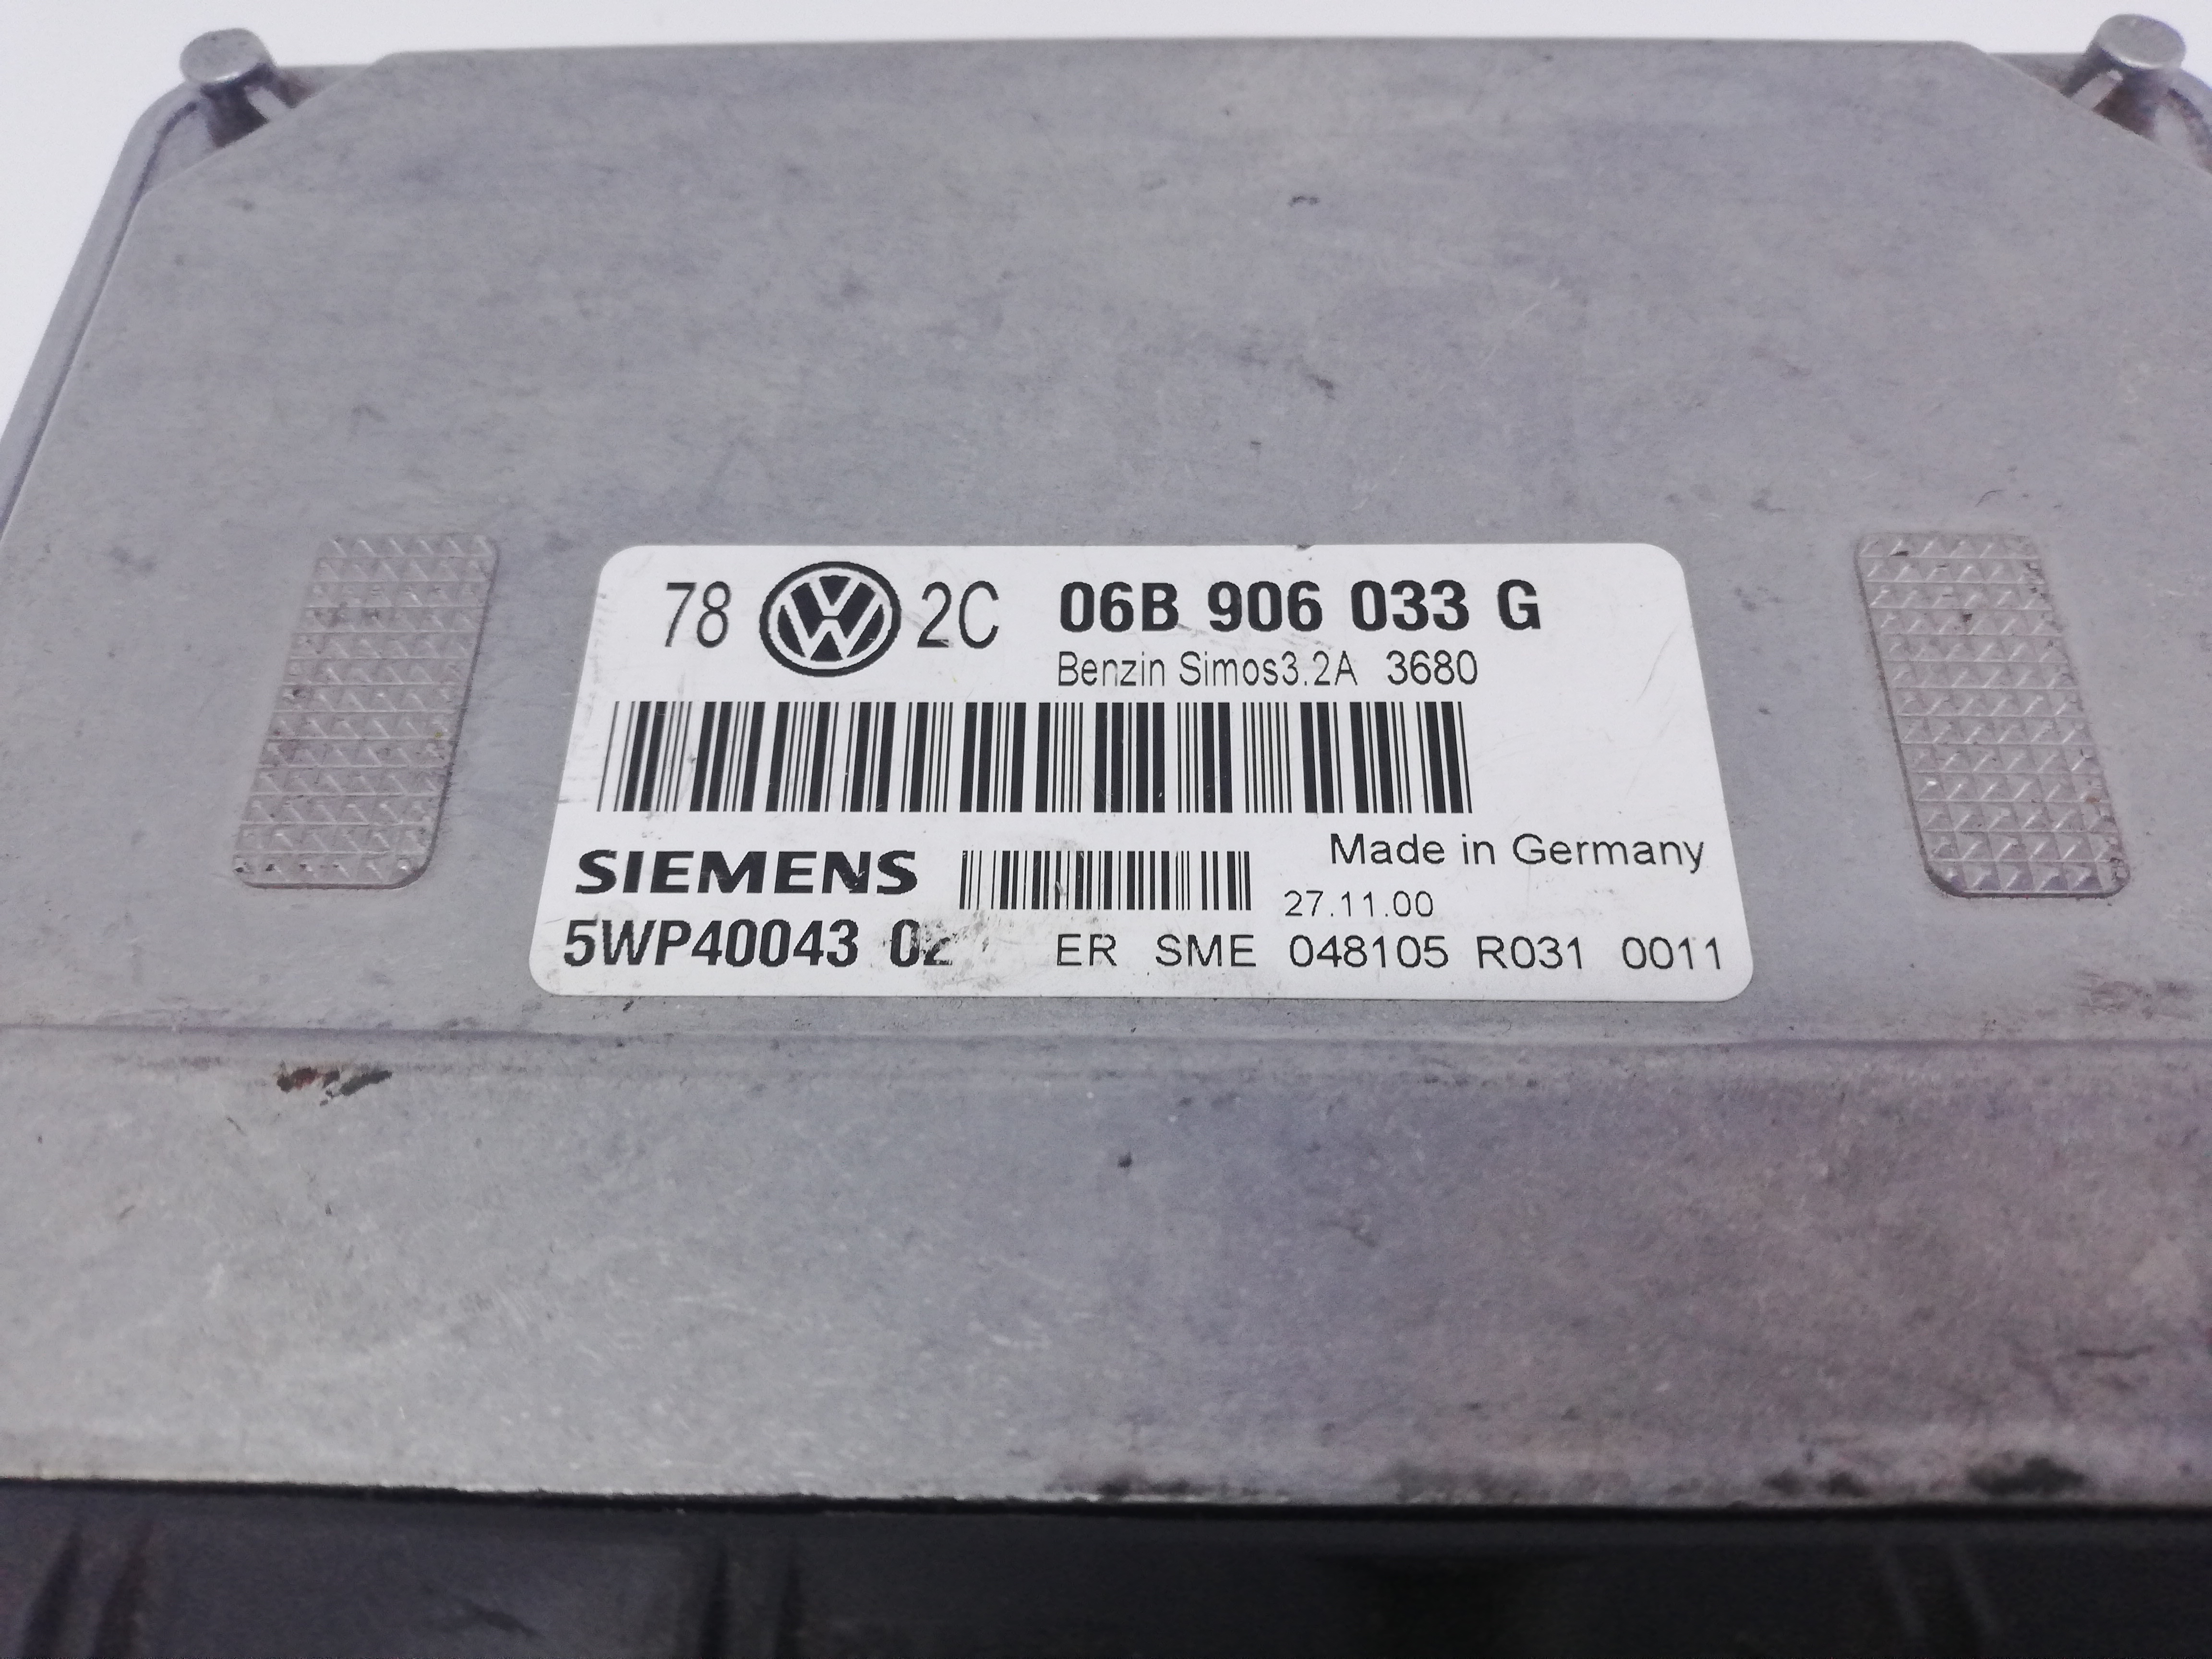 78 VW 2C 06B 906 033 G
Benzin Simos3.2A 3680
Made in Germany
SIEMENS
27.11.00
5WP40043 02 ER SME 048105 R031 0011